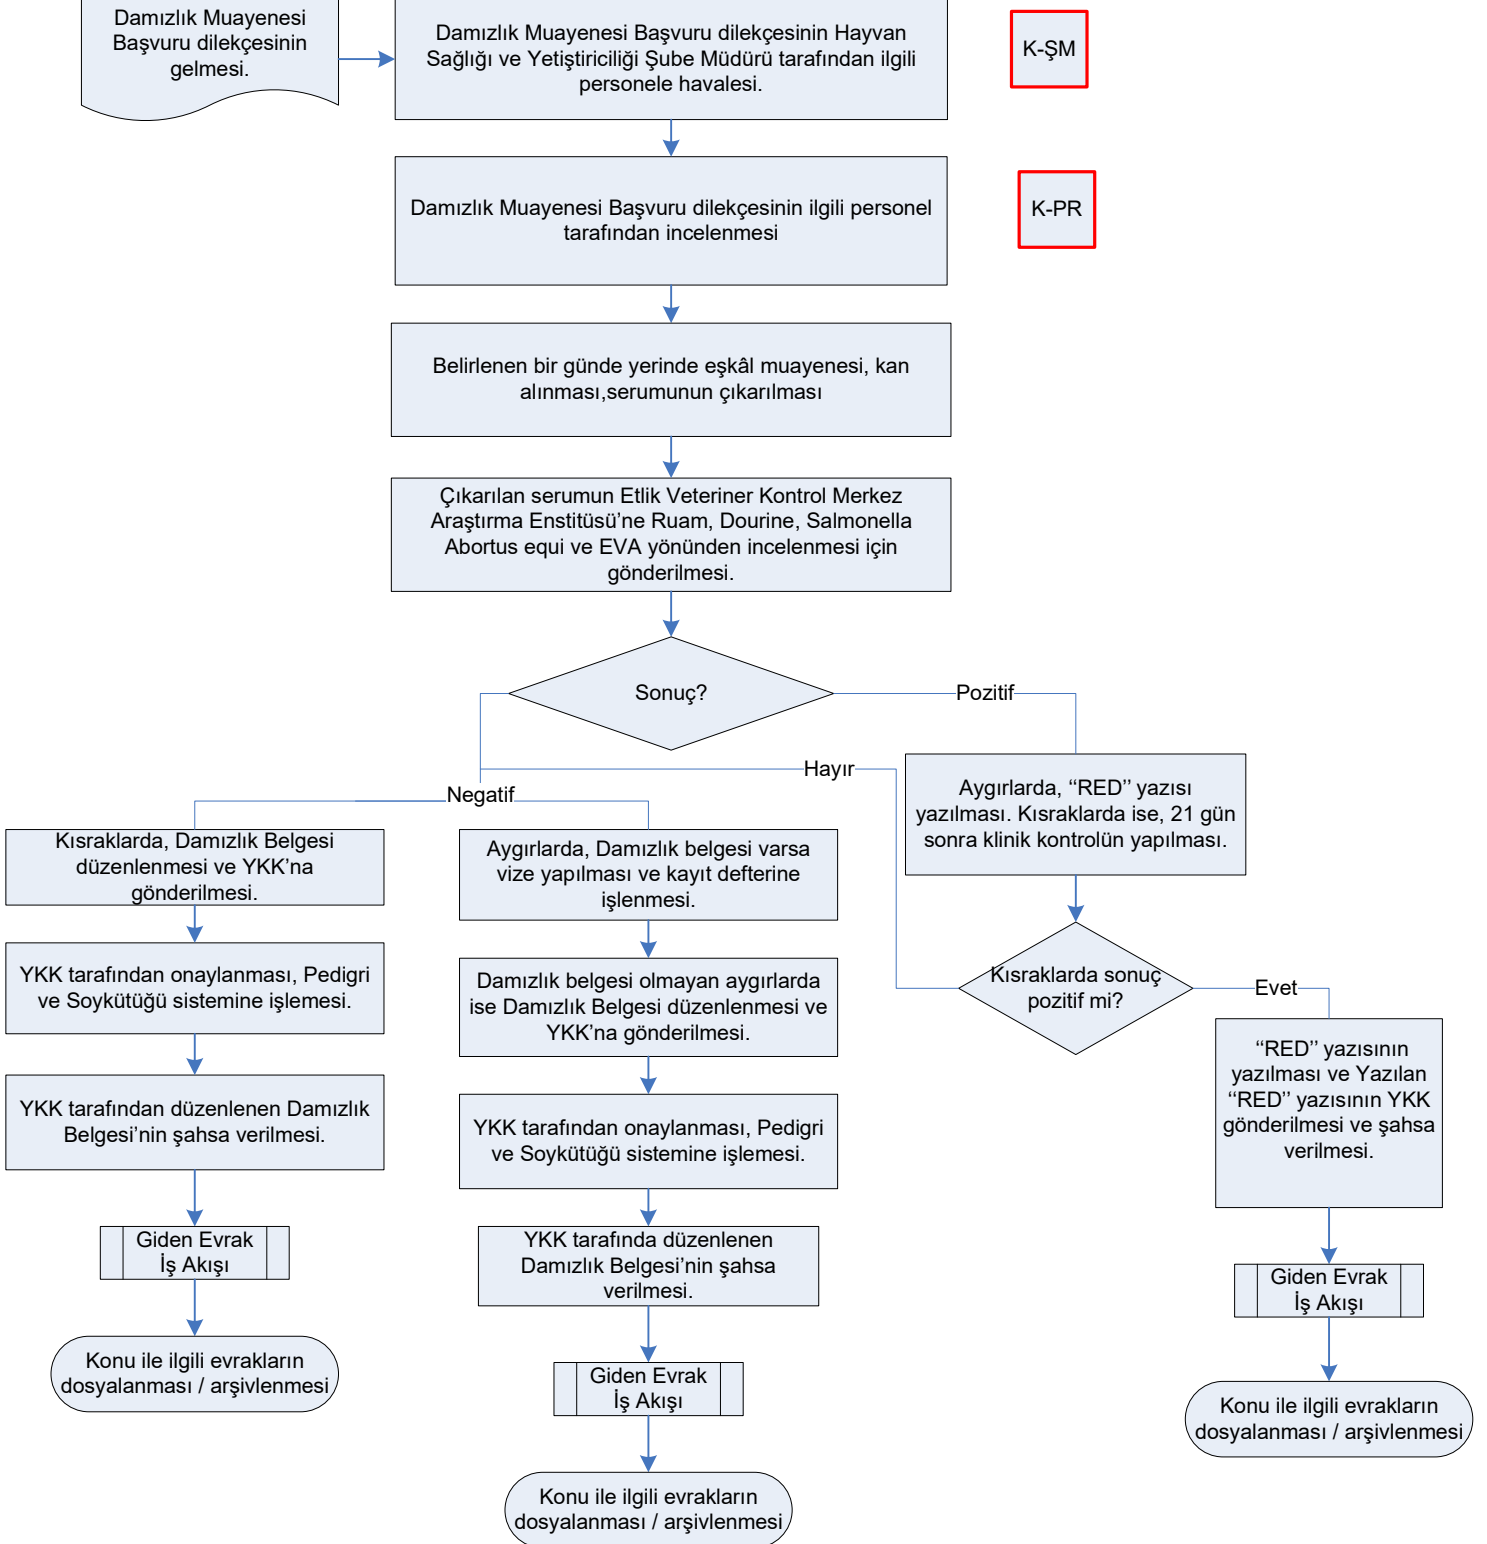 Damızlık Muayenesi
Başvuru dilekçesinin
gelmesi.
Damızlık Muayenesi Başvuru dilekçesinin Hayvan
Sağlığı ve Yetiştiriciliği Şube Müdürü tarafından ilgili
personele havalesi.
K-ŞM
Damızlık Muayenesi Başvuru dilekçesinin ilgili personel
tarafından incelenmesi
K-PR
Belirlenen bir günde yerinde eşkâl muayenesi, kan
alınması,serumunun çıkarılması
Çıkarılan serumun Etlik Veteriner Kontrol Merkez
Araştırma Enstitüsü’ne Ruam, Dourine, Salmonella
Abortus equi ve EVA yönünden incelenmesi için
gönderilmesi.
Sonuç?
Pozitif
Hayır
Negatif
Aygırlarda, ‘‘RED’’ yazısı
yazılması. Kısraklarda ise, 21 gün
sonra klinik kontrolün yapılması.
Kısraklarda, Damızlık Belgesi
düzenlenmesi ve YKK’na
gönderilmesi.
Aygırlarda, Damızlık belgesi varsa
vize yapılması ve kayıt defterine
işlenmesi.
YKK tarafından onaylanması, Pedigri
ve Soykütüğü sistemine işlemesi.
Damızlık belgesi olmayan aygırlarda
ise Damızlık Belgesi düzenlenmesi ve
YKK’na gönderilmesi.
Kısraklarda sonuç
pozitif mi?
Evet
YKK tarafından düzenlenen Damızlık
Belgesi’nin şahsa verilmesi.
YKK tarafından onaylanması, Pedigri
ve Soykütüğü sistemine işlemesi.
‘‘RED’’ yazısının
yazılması ve Yazılan
‘‘RED’’ yazısının YKK
gönderilmesi ve şahsa
verilmesi.
Giden Evrak
İş Akışı
YKK tarafında düzenlenen
Damızlık Belgesi’nin şahsa
verilmesi.
Giden Evrak
İş Akışı
Konu ile ilgili evrakların
dosyalanması / arşivlenmesi
Giden Evrak
İş Akışı
Konu ile ilgili evrakların
dosyalanması / arşivlenmesi
Konu ile ilgili evrakların
dosyalanması / arşivlenmesi